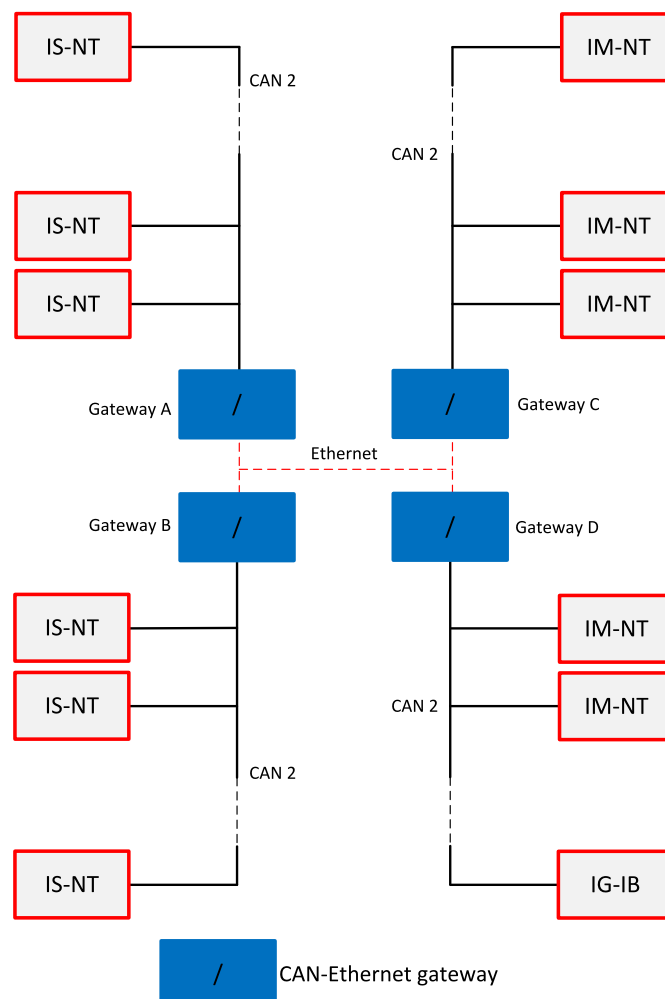 IS-NT
IM-NT
CAN 2
CAN 2
IS-NT
IM-NT
IS-NT
IM-NT
Gateway A
/
/
Gateway C
Ethernet
Gateway B
/
/
Gateway D
IS-NT
IM-NT
IS-NT
CAN 2
IM-NT
CAN 2
IS-NT
IG-IB
/
CAN-Ethernet gateway